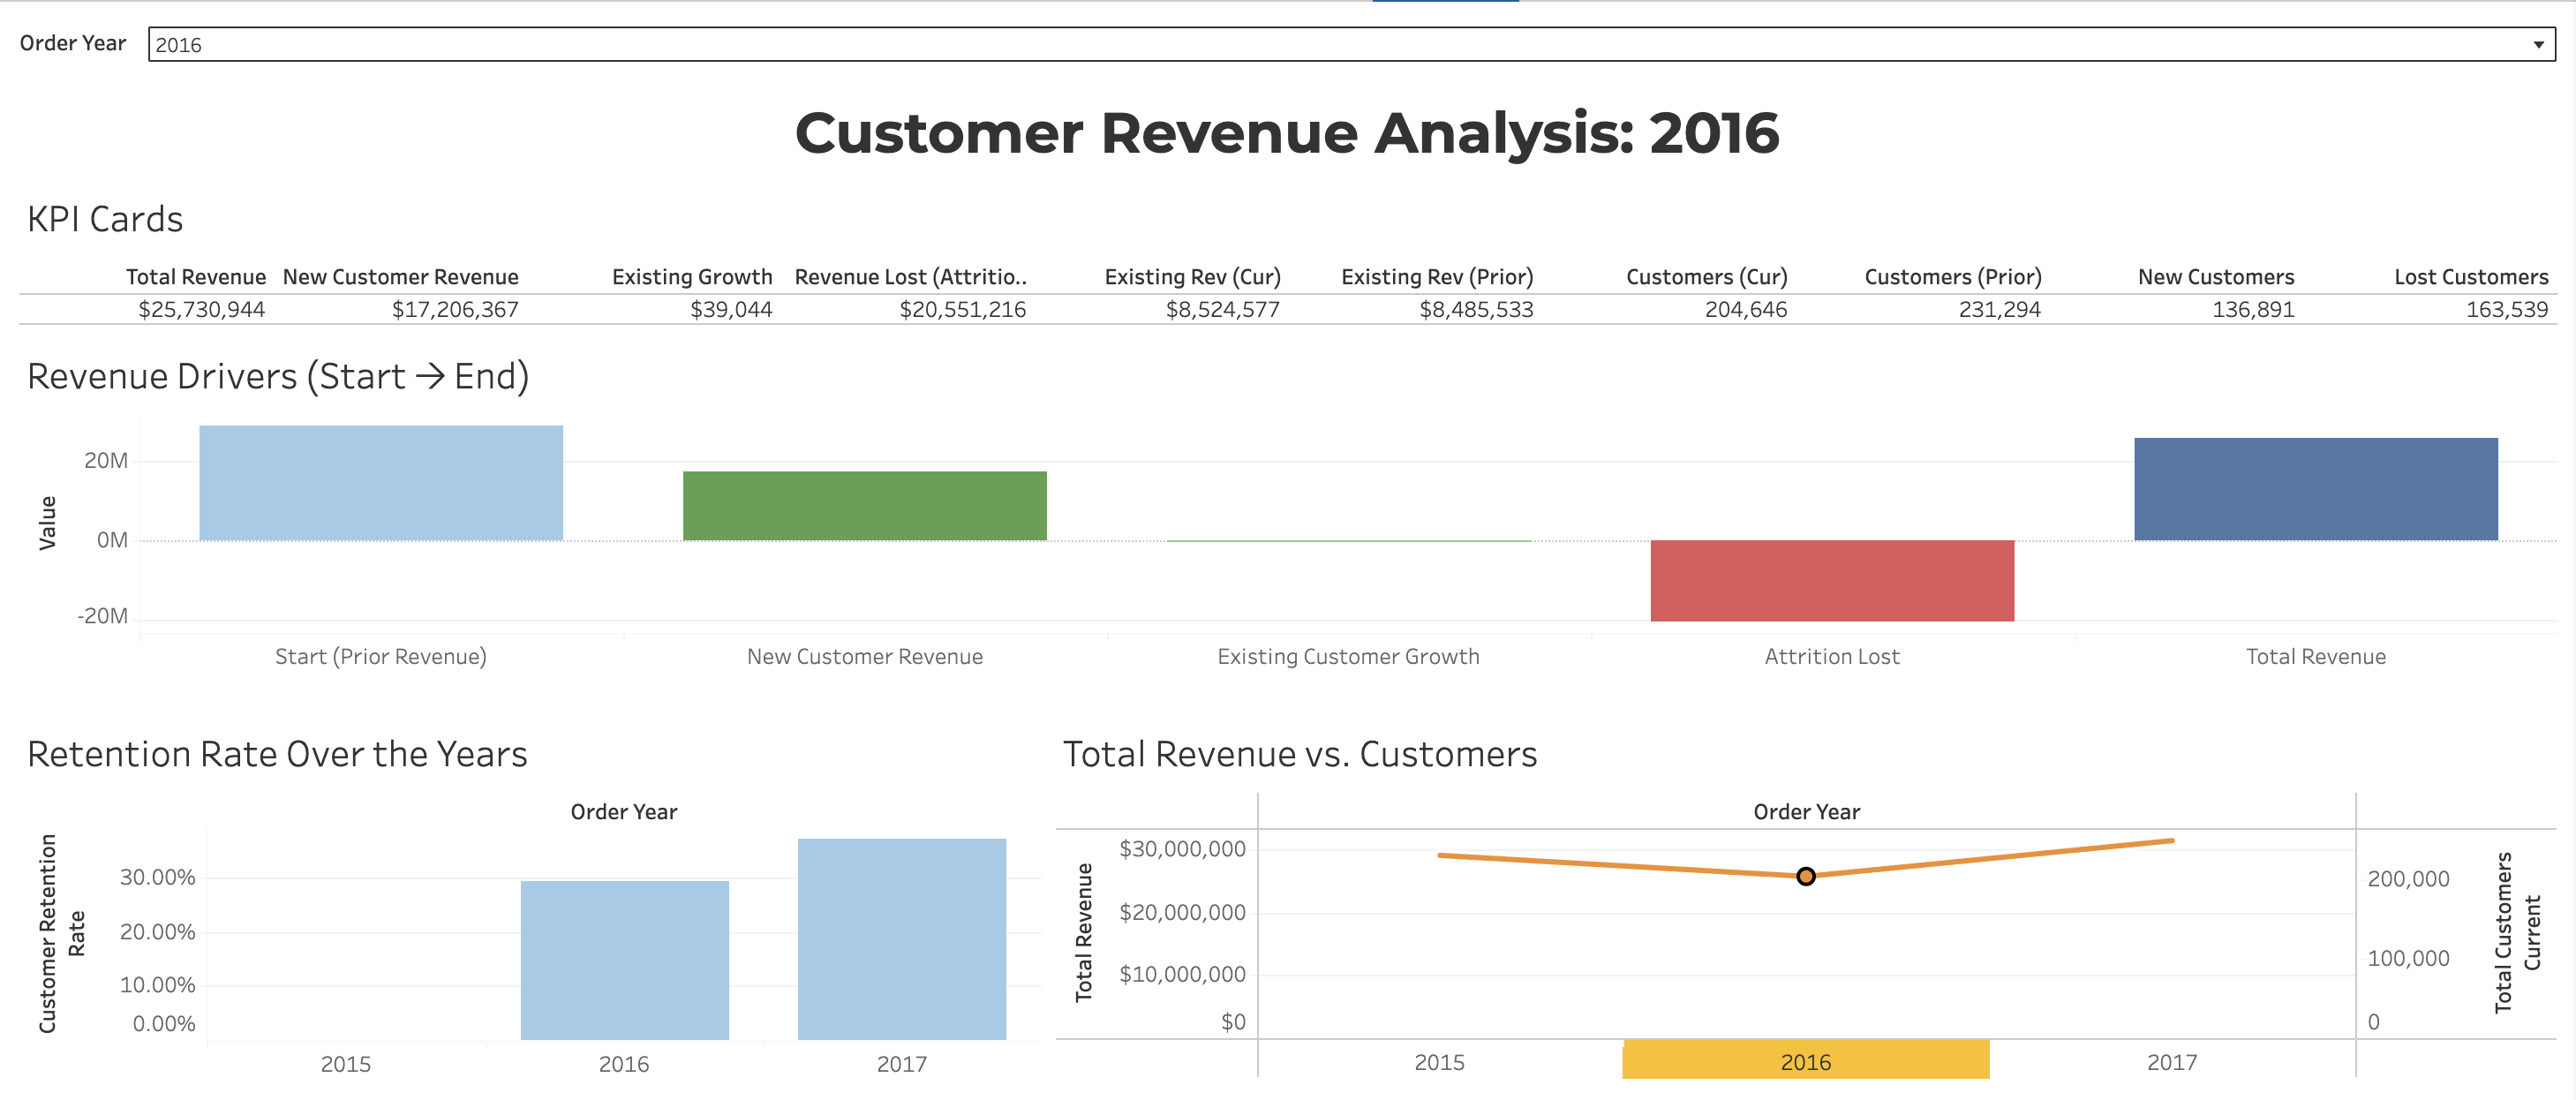 Order Year
2016
Customer Revenue Analysis: 2016
KPI Cards
Total Revenue New Customer Revenue Existing Growth Revenue Lost (Attritio.. Existing Rev (Cur) Existing Rev (Prior) Customers (Cur) Customers (Prior) New Customers Lost Customers
$25,730,944 $17,206,367 $39,044 $20,551,216 $8,524,577 $8,485,533 204,646 231,294 136,891 163,539
Revenue Drivers (Start → End)
Value
20M
0M
-20M
Start (Prior Revenue) New Customer Revenue Existing Customer Growth Attrition Lost Total Revenue
Retention Rate Over the Years
Order Year
Customer Retention
Rate
30.00%
20.00%
10.00%
0.00%
2015 2016 2017
Total Revenue vs. Customers
Order Year
Total Revenue
$30,000,000
$20,000,000
$10,000,000
$0
200,000
100,000
0
Total Customers
Current
2015 2016 2017